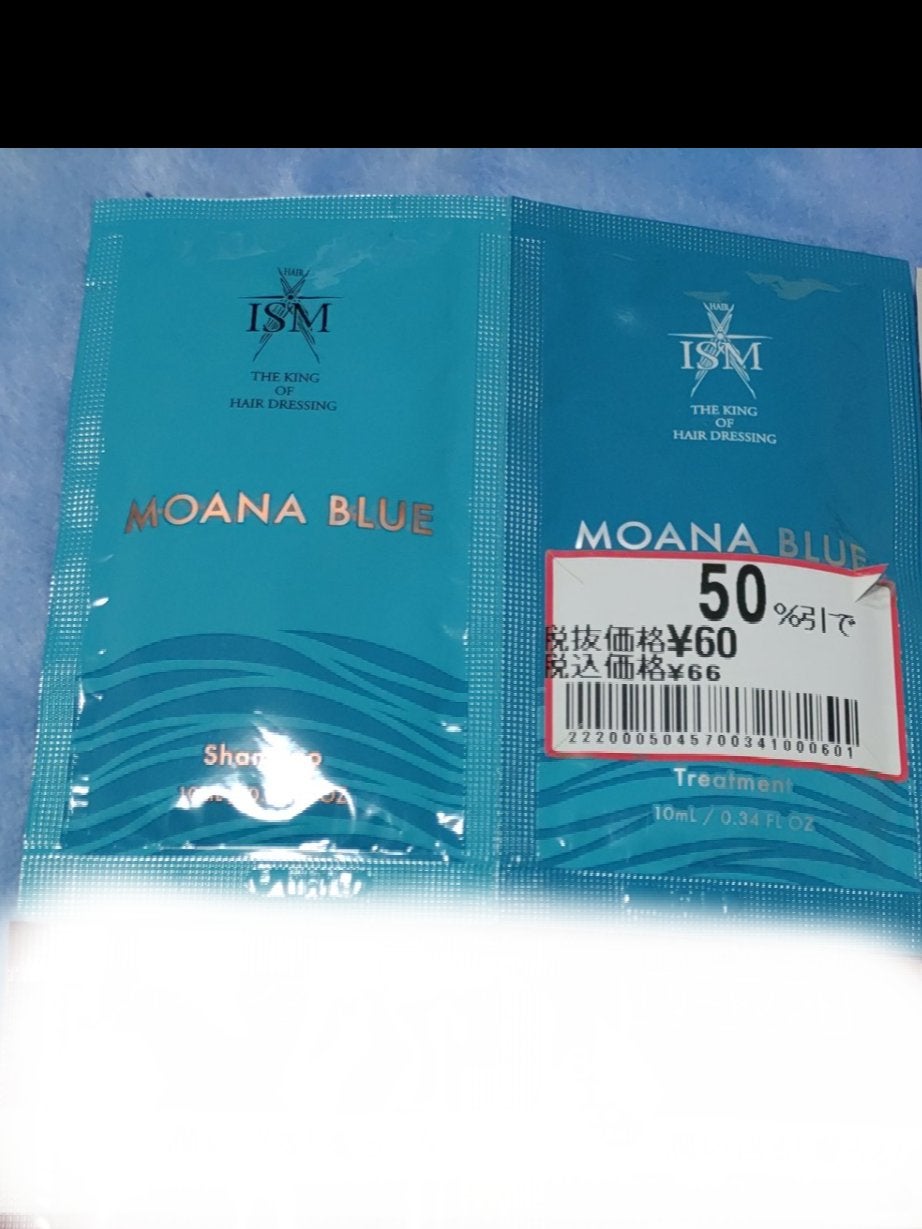 HAIR
ISM
THE KING
OF
HAIR DRESSING
MOANA BLUE
HAIR
ISM
THE KING
OF
HAIR DRESSING
MOANA BLUE
50%引で
税抜価格¥60
税込価格¥66
2220005045700341000601
Treatment
10mL / 0.34 FL OZ
Sample